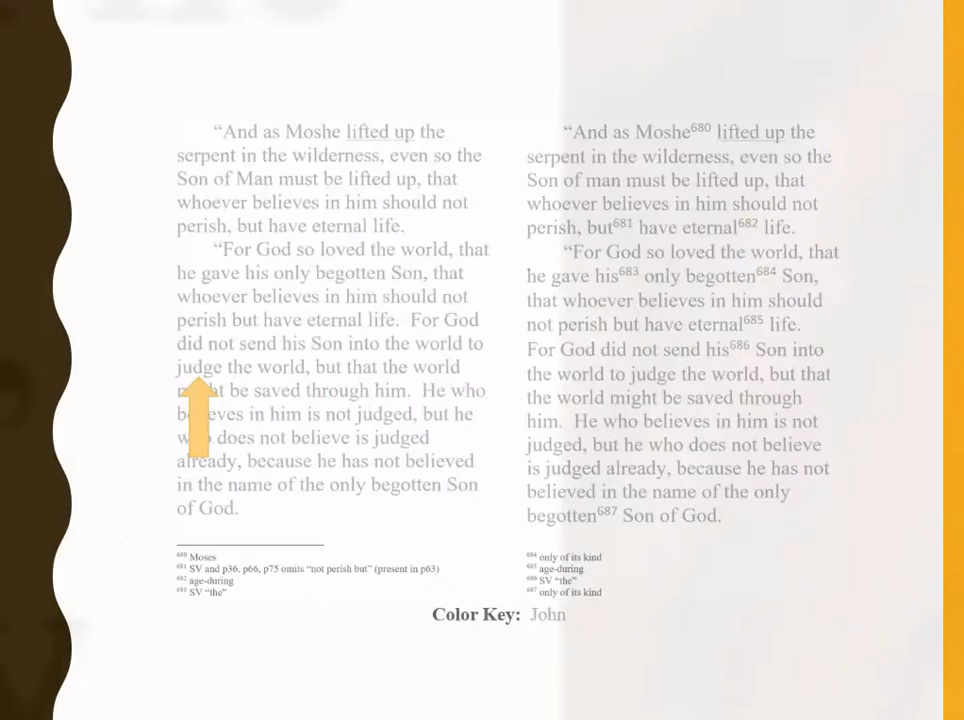 “And as Moshe lifted up the
serpent in the wilderness, even so the
Son of Man must be lifted up, that
whoever believes in him should not
perish, but have eternal life.
“For God so loved the world, that
he gave his only begotten Son, that
whoever believes in him should not
perish but have eternal life. For God
did not send his Son into the world to
judge the world, but that the world
be saved through him. He who
in him is not judged, but he
does not believe is judged
already, because he has not believed
in the name of the only begotten Son
of God.
680 Moses
681 SV and p36, p66, p75 omits “not perish but” (present in p63)
682 age-during
683 SV “the”
“And as Moshe680 lifted up the
serpent in the wilderness, even so the
Son of man must be lifted up, that
whoever believes in him should not
perish, but681 have eternal682 life.
“For God so loved the world, that
he gave his683 only begotten684 Son,
that whoever believes in him should
not perish but have eternal685 life.
For God did not send his686 Son into
the world to judge the world, but that
the world might be saved through
him. He who believes in him is not
judged, but he who does not believe
is judged already, because he has not
believed in the name of the only
begotten687 Son of God.
684 only of its kind
685 age-during
686 SV “the”
687 only of its kind
Color Key: John